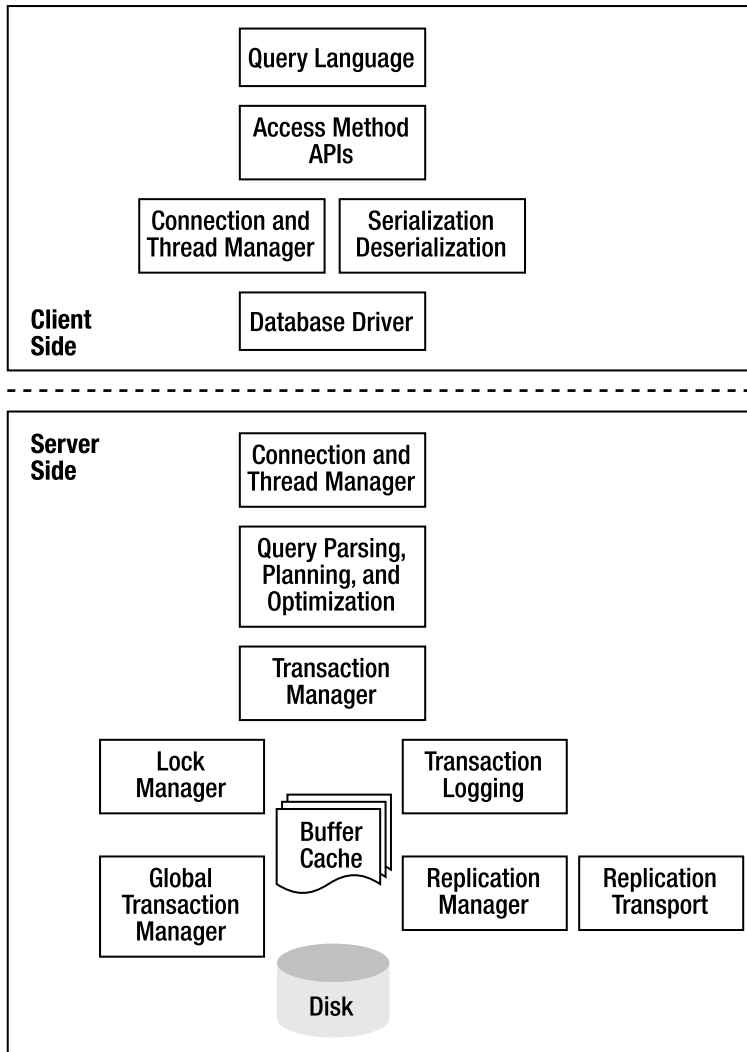 Query Language
Access Method
APIs
Connection and
Thread Manager
Serialization
Deserialization
Client
Side
Database Driver
Server
Side
Connection and
Thread Manager
Query Parsing,
Planning, and
Optimization
Transaction
Manager
Lock
Manager
Transaction
Logging
Buffer
Cache
Global
Transaction
Manager
Replication
Manager
Replication
Transport
Disk